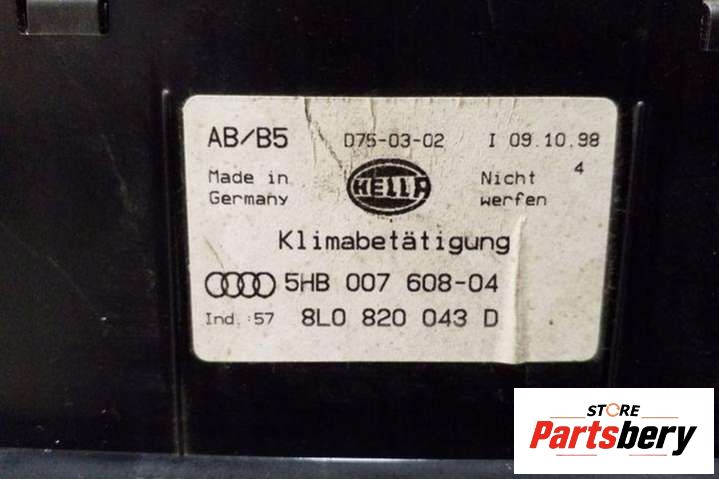 AB/B5 D75-03-02 I 09.10.98
Made in Germany
HELLA
Nicht werfen
4
Klimabetätigung
5HB 007 608-04
Ind.:57 8L0 820 043 D
STORE
Partsbery